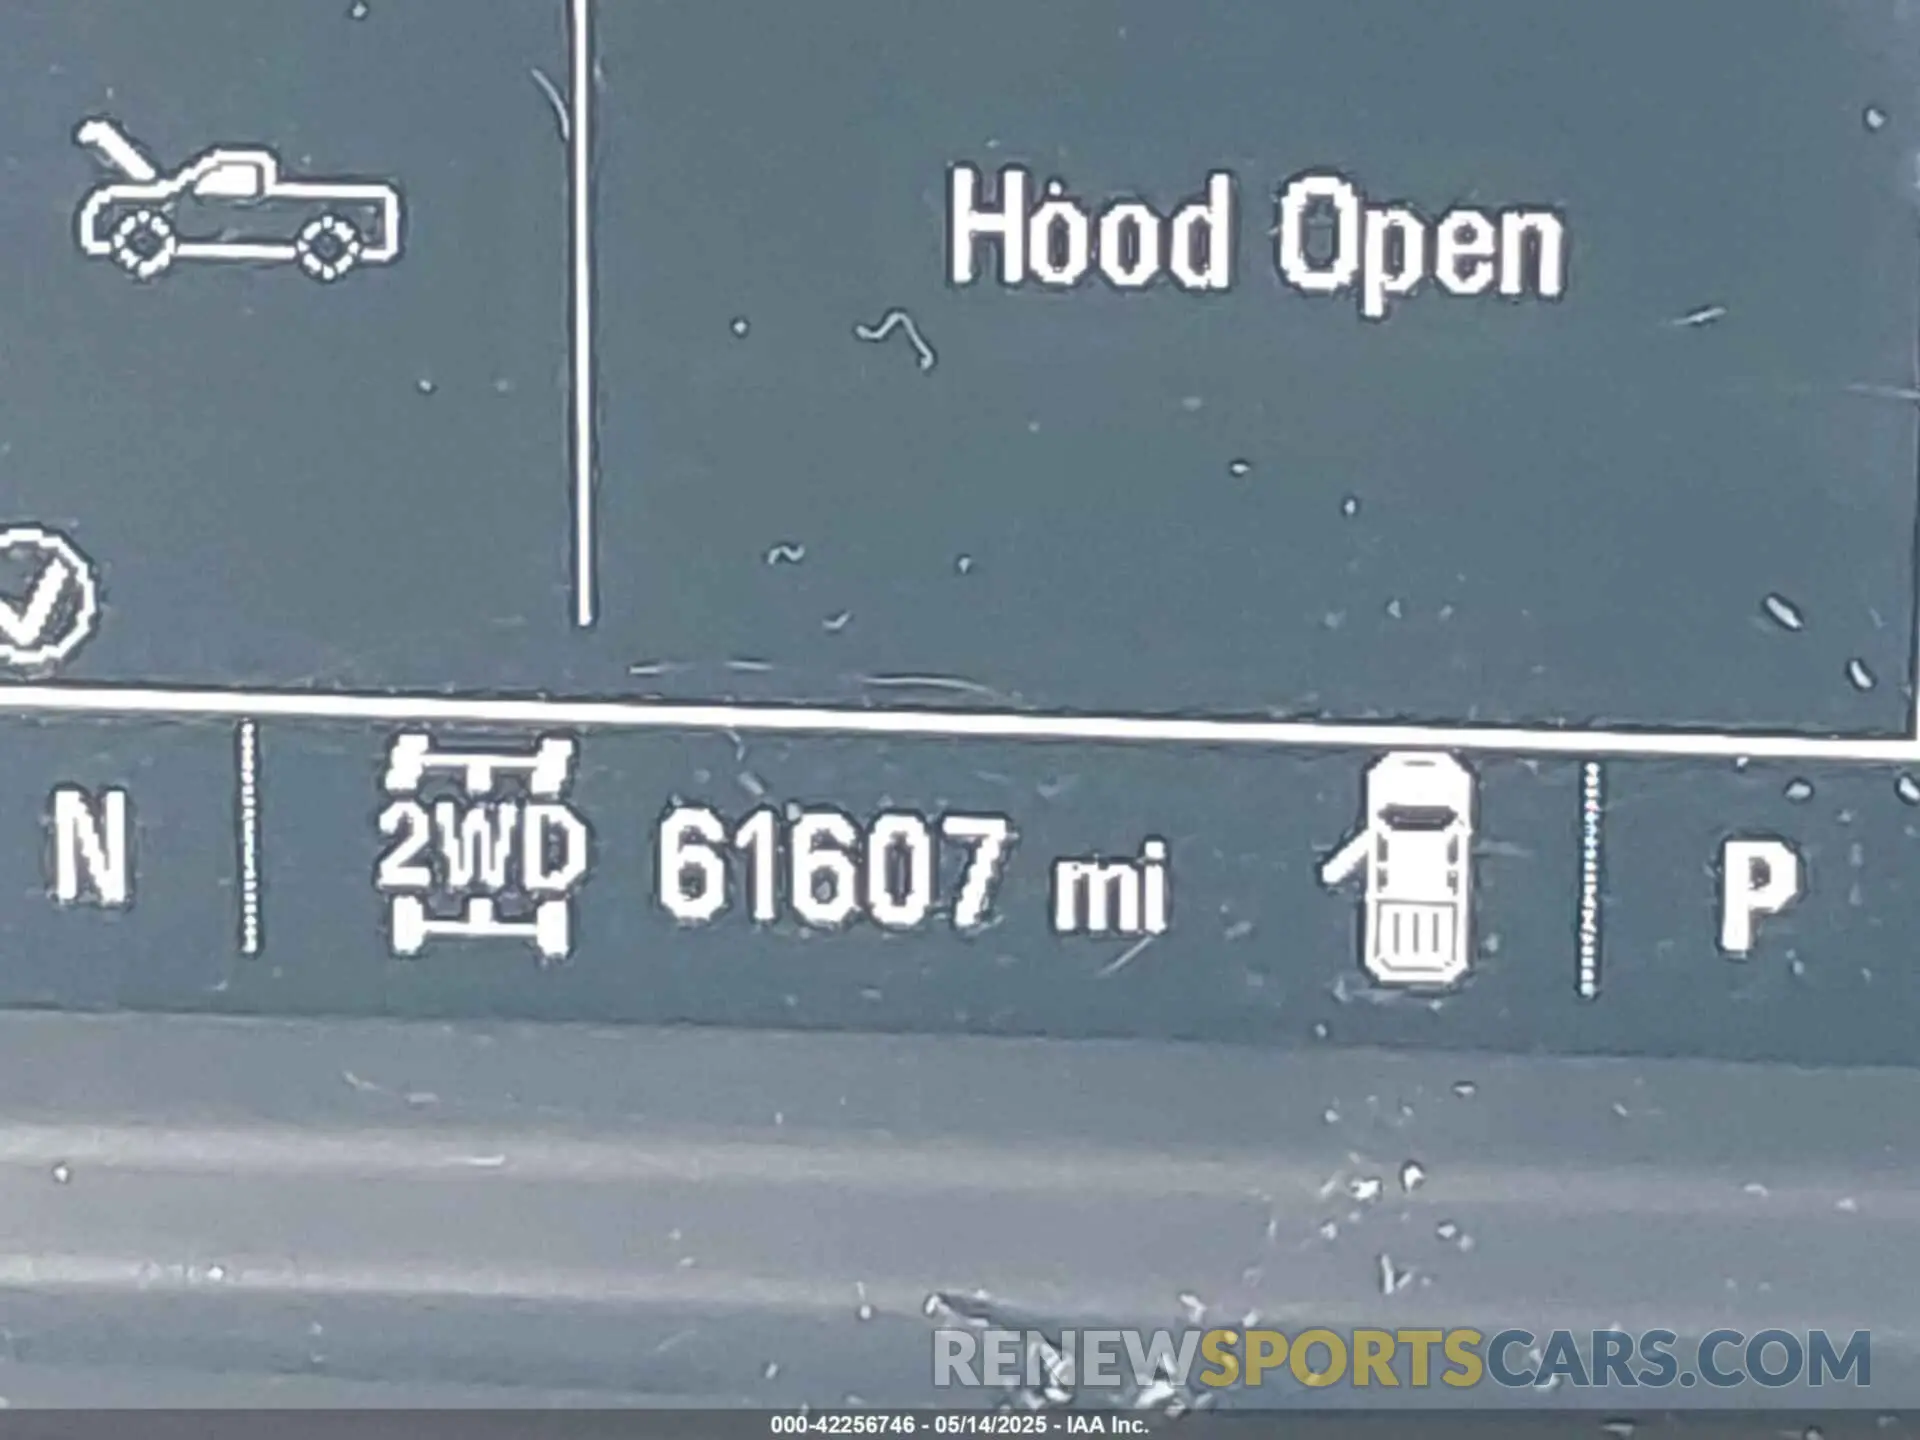 Hood Open
N 2WD 61607 mi P
RENEWSPORTSCARS.COM
000-42256746 - 05/14/2025 - IAA Inc.